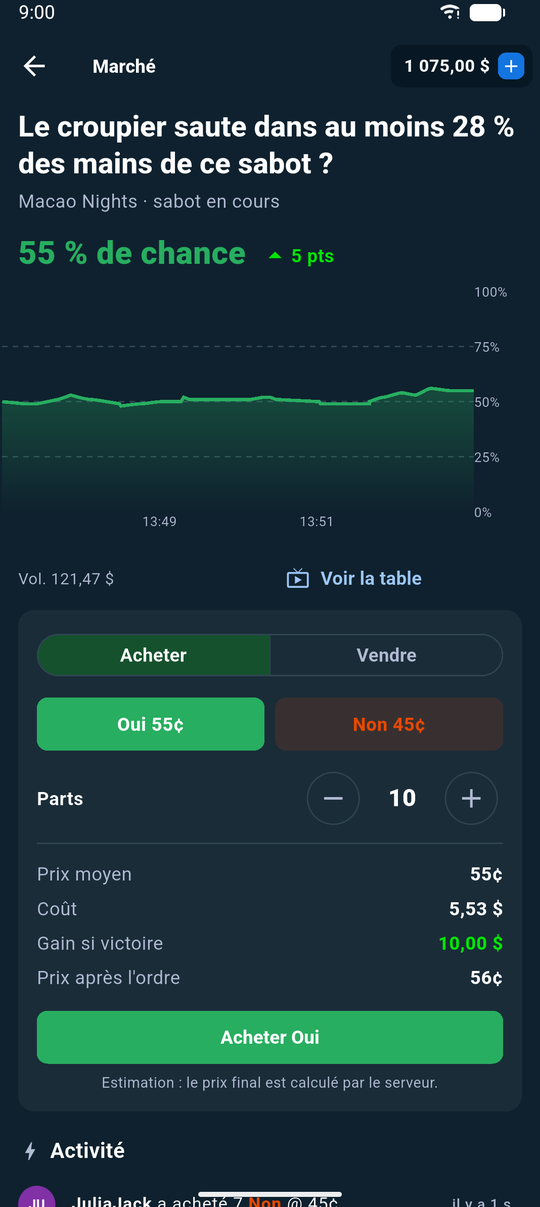 9:00
Marché
1 075,00 $
Le croupier saute dans au moins 28 %
des mains de ce sabot ?
Macao Nights · sabot en cours
55 % de chance
5 pts
100%
75%
50%
25%
0%
13:49
13:51
Vol. 121,47 $
Voir la table
Acheter
Vendre
Oui 55¢
Non 45¢
Parts
10
Prix moyen
55¢
Coût
5,53 $
Gain si victoire
10,00 $
Prix après l'ordre
56¢
Acheter Oui
Estimation : le prix final est calculé par le serveur.
Activité
JU
JuliaJack a acheté 7 Non @ 45¢
il y a 1 s